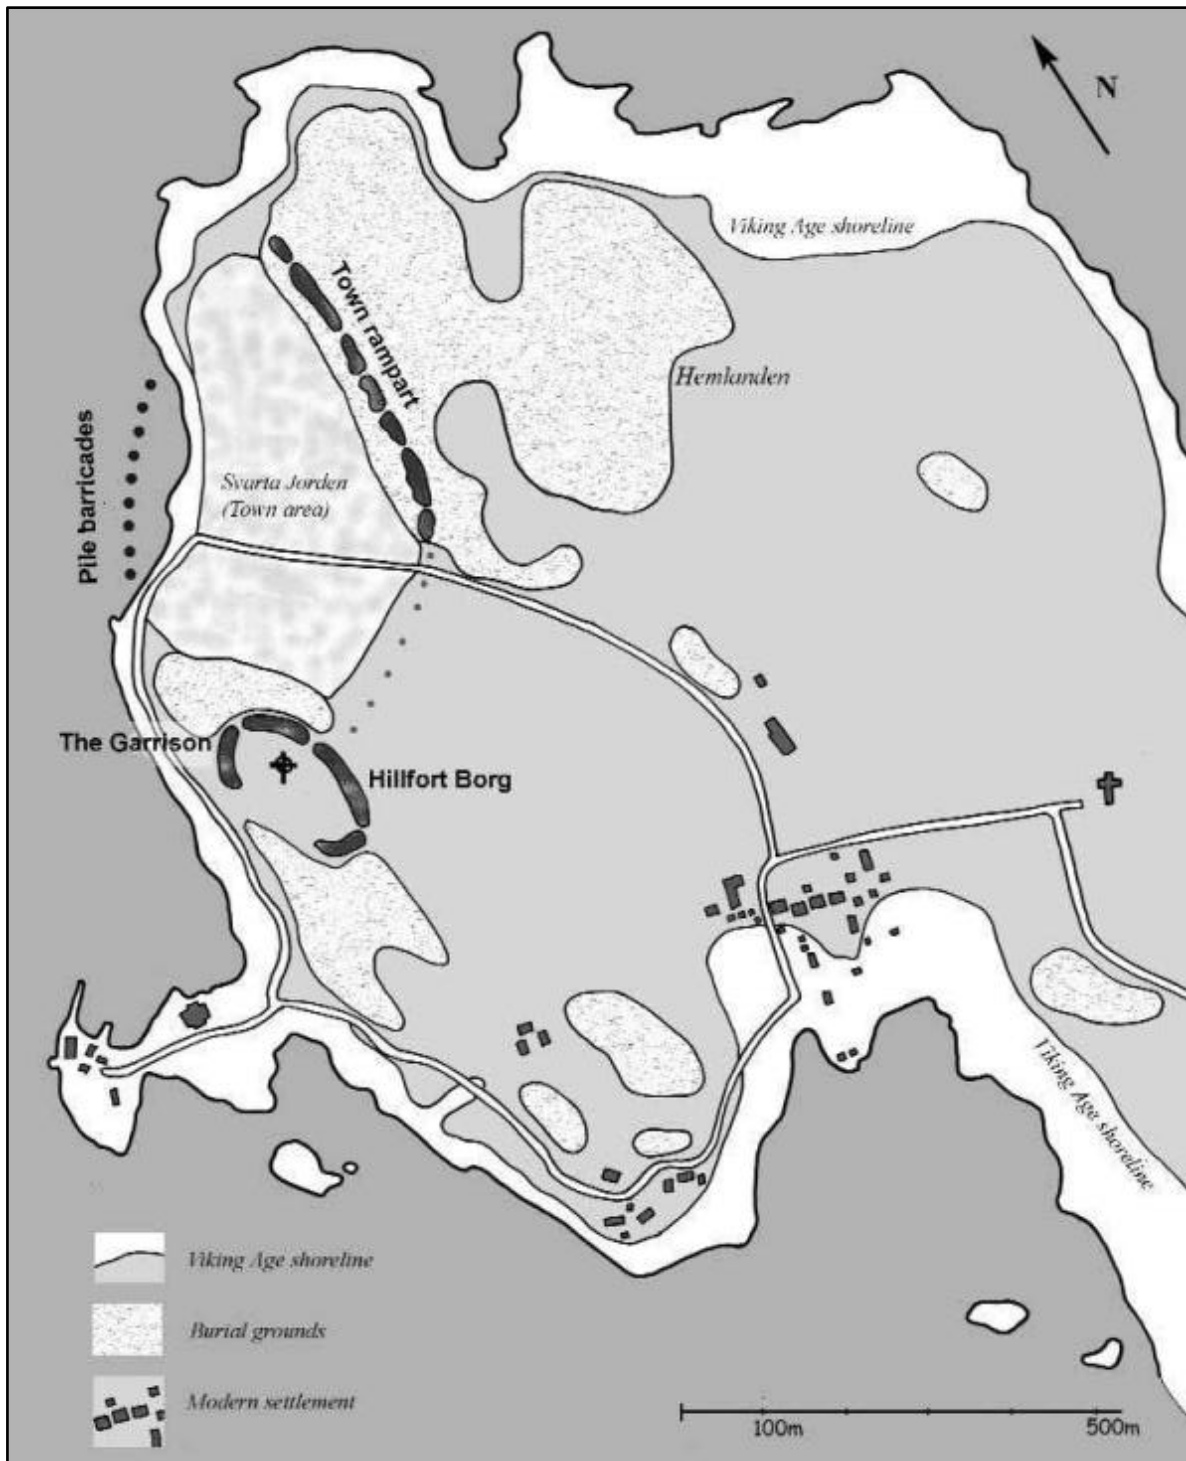 N
Viking Age shoreline
Town rampart
Hemlanden
Pile barricades
Svarta Jorden
(Town area)
The Garrison
Hillfort Borg
Viking Age shoreline
Viking Age shoreline
Burial grounds
Modern settlement
100m
500m